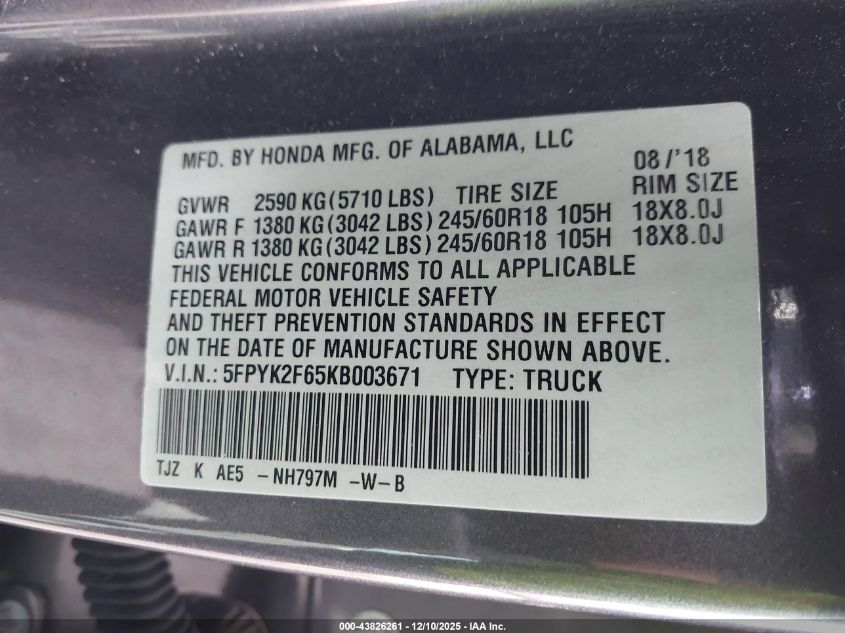 MFD. BY HONDA MFG. OF ALABAMA, LLC 08/'18
GVWR 2590 KG (5710 LBS) TIRE SIZE RIM SIZE
GAWR F 1380 KG (3042 LBS) 245/60R18 105H 18X8.0J
GAWR R 1380 KG (3042 LBS) 245/60R18 105H 18X8.0J
THIS VEHICLE CONFORMS TO ALL APPLICABLE
FEDERAL MOTOR VEHICLE SAFETY
AND THEFT PREVENTION STANDARDS IN EFFECT
ON THE DATE OF MANUFACTURE SHOWN ABOVE.
V.I.N.: 5FPYK2F65KB003671 TYPE: TRUCK
TJZ K AE5 - NH797M -W-B
000-43826261 - 12/10/2025 - IAA Inc.